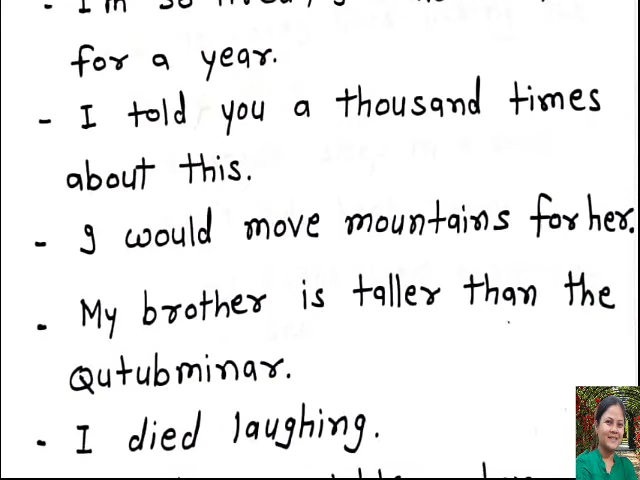 - I'm so
for a year.
- I told you a thousand times
about this.
- I would move mountains for her.
- My brother is taller than the
Qutubminar.
- I died laughing.